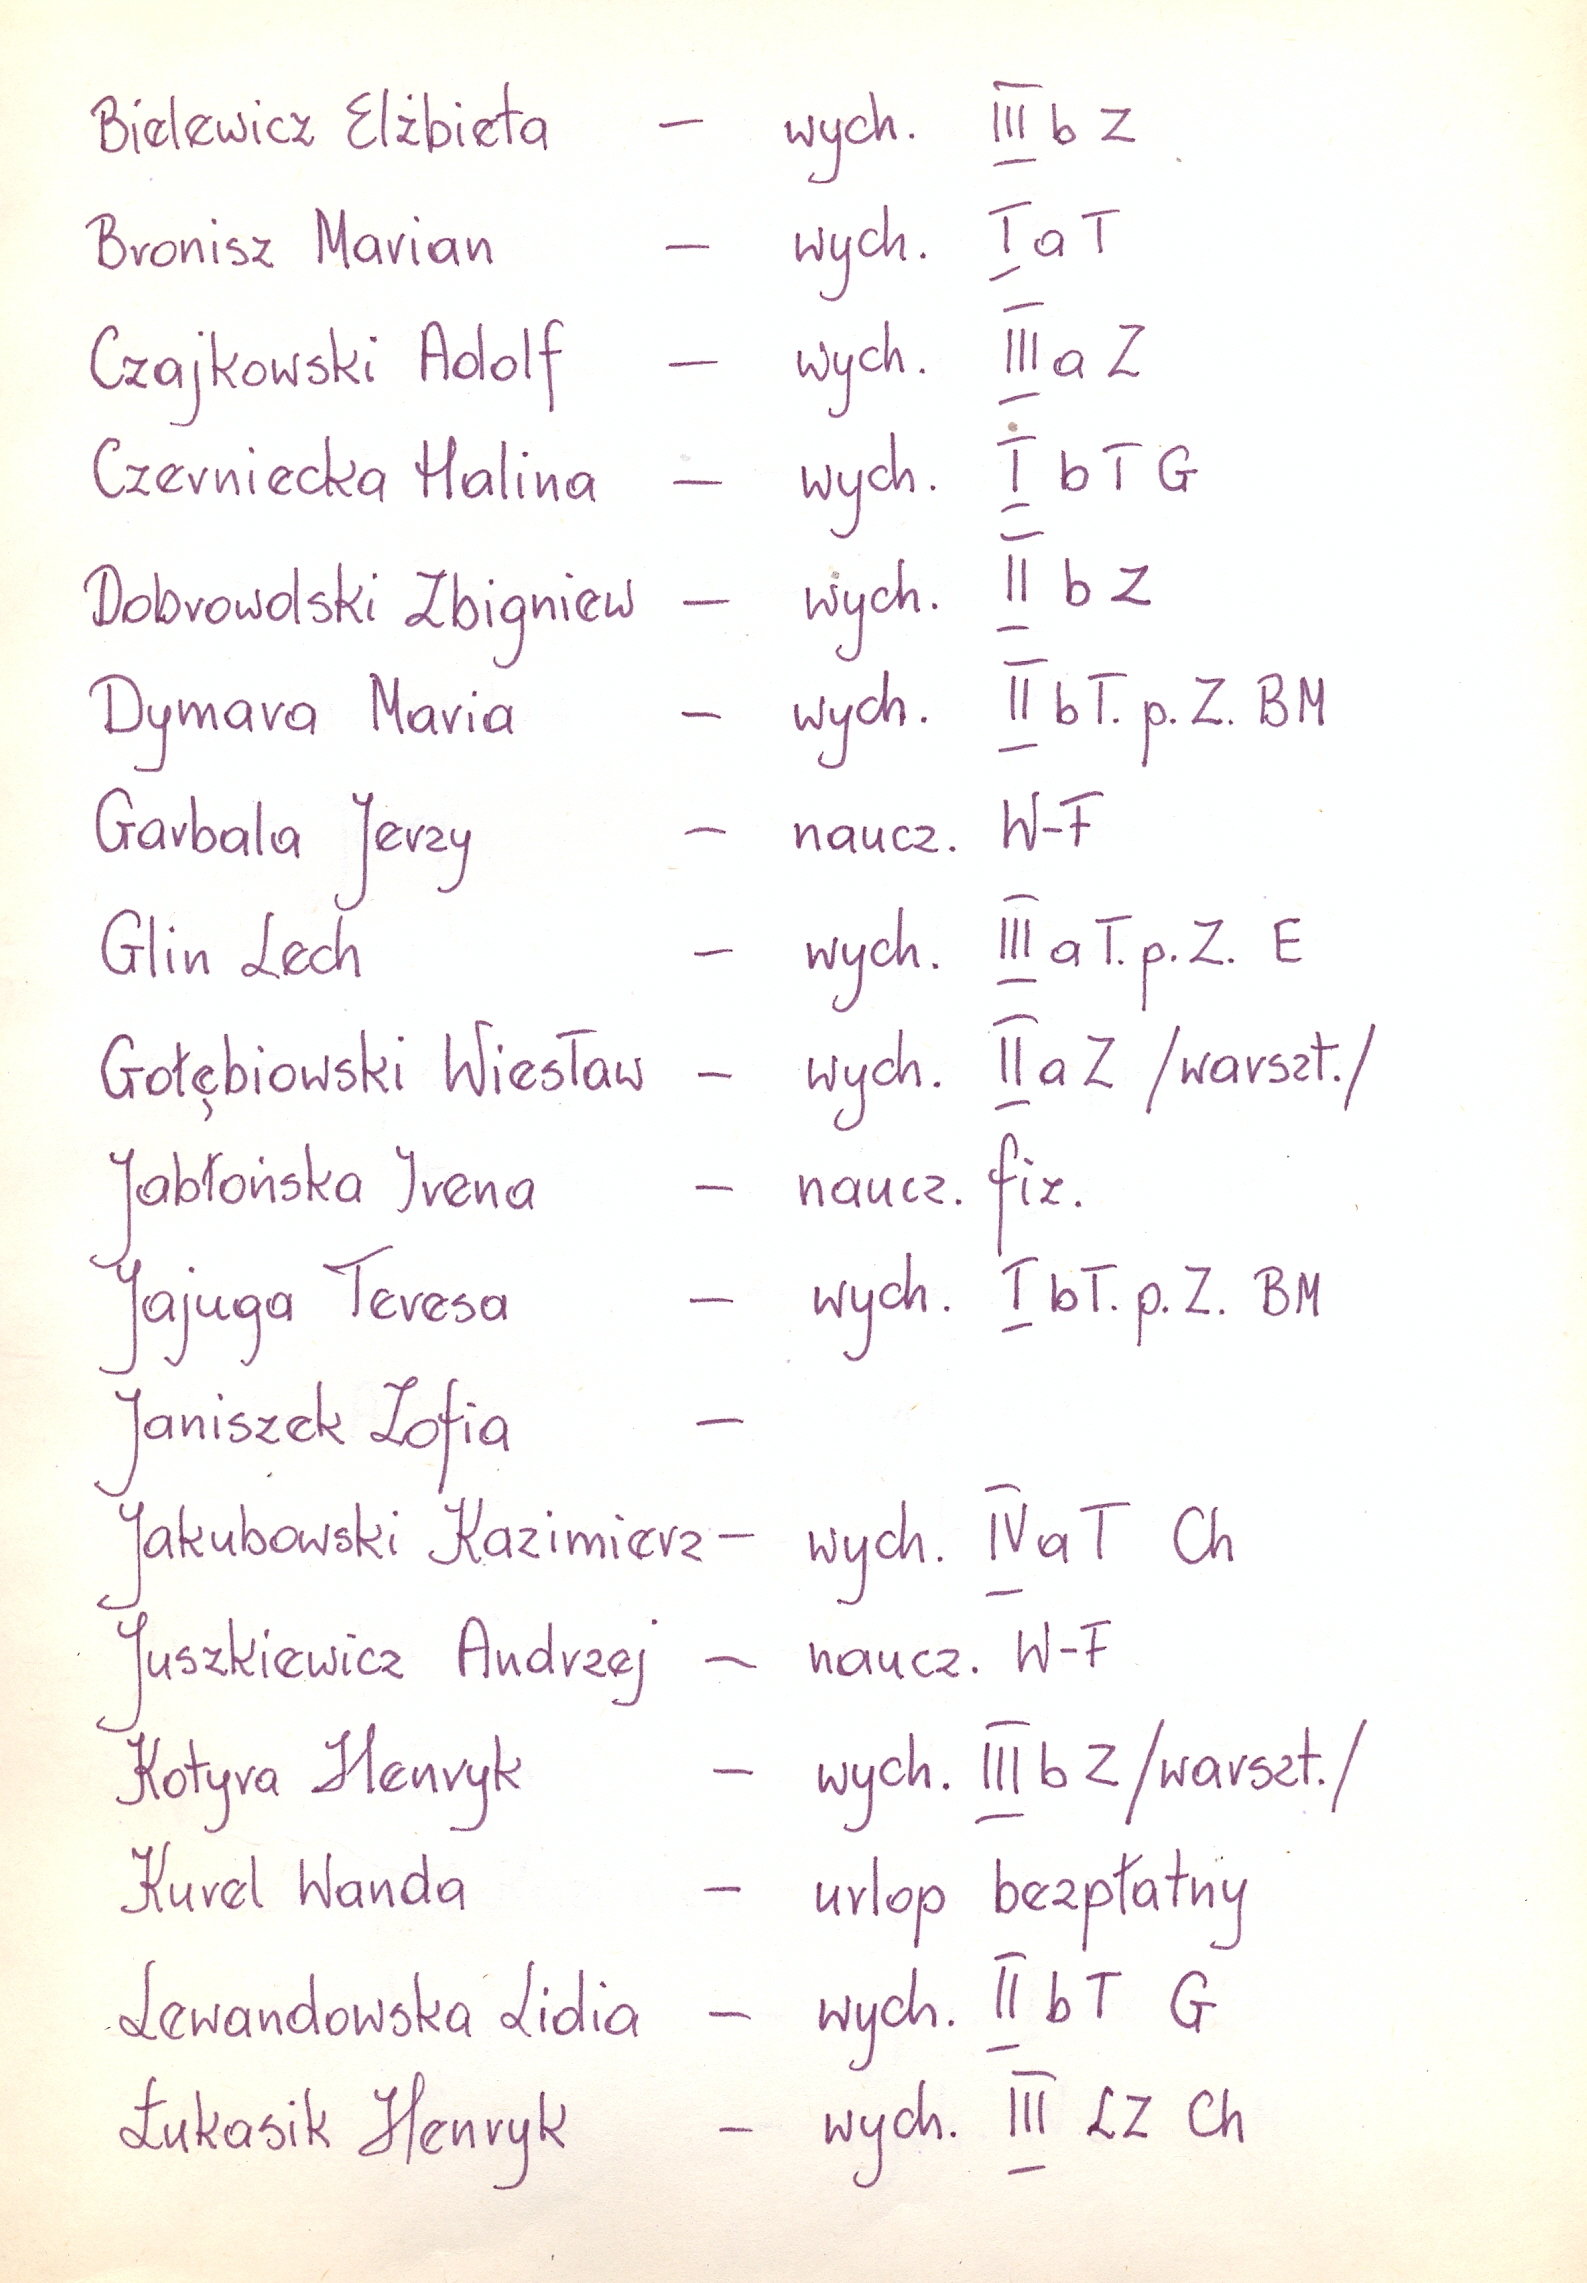 Bielewicz Elżbieta — wych. III b Z
Bronisz Marian — wych. I a T
Czajkowski Adolf — wych. III a Z
Czerniecka Halina — wych. I b T G
Dobrowolski Zbigniew — wych. II b Z
Dymara Maria — wych. II b T. p. Z. BM
Garbala Jerzy — naucz. W-F
Glin Lech — wych. III a T. p. Z. E
Gołębiowski Wiesław — wych. II a Z /warszt./
Jabłońska Irena — naucz. fiz.
Jajuga Teresa — wych. I b T. p. Z. BM
Janiszek Zofia —
Jakubowski Kazimierz — wych. IV a T Ch
Juszkiewicz Andrzej — naucz. W-F
Kotyra Henryk — wych. III b Z /warszt./
Kurel Wanda — urlop bezpłatny
Lewandowska Lidia — wych. II b T G
Łukasik Henryk — wych. III LZ Ch